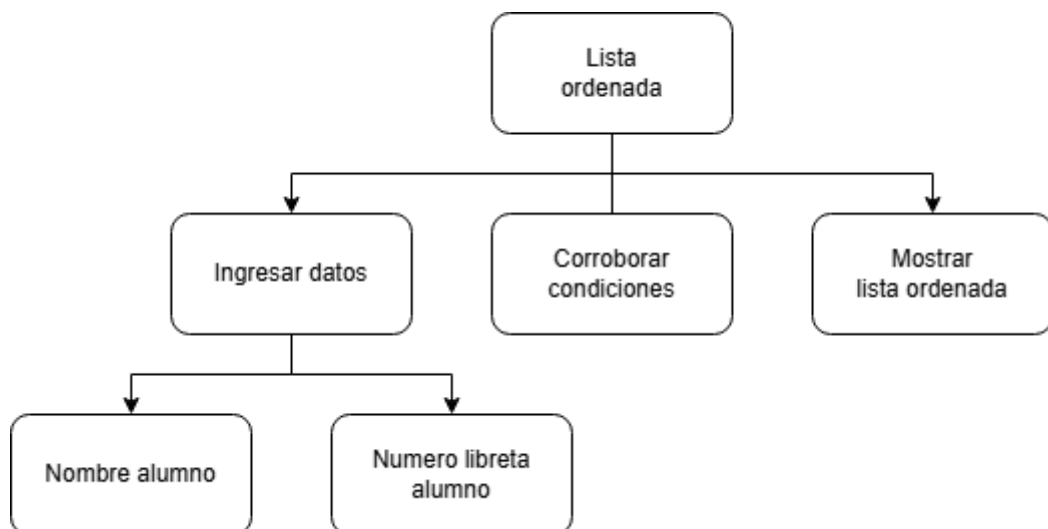 Lista
ordenada
Ingresar datos
Corroborar
condiciones
Mostrar
lista ordenada
Nombre alumno
Numero libreta
alumno